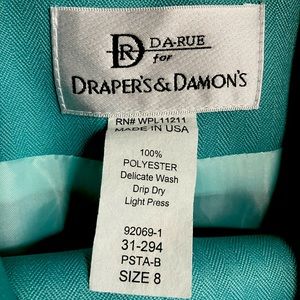 DR DA-RUE
for
DRAPER'S & DAMON'S
RN# WPL11211
MADE IN USA
100%
POLYESTER
Delicate Wash
Drip Dry
Light Press
92069-1
31-294
PSTA-B
SIZE 8